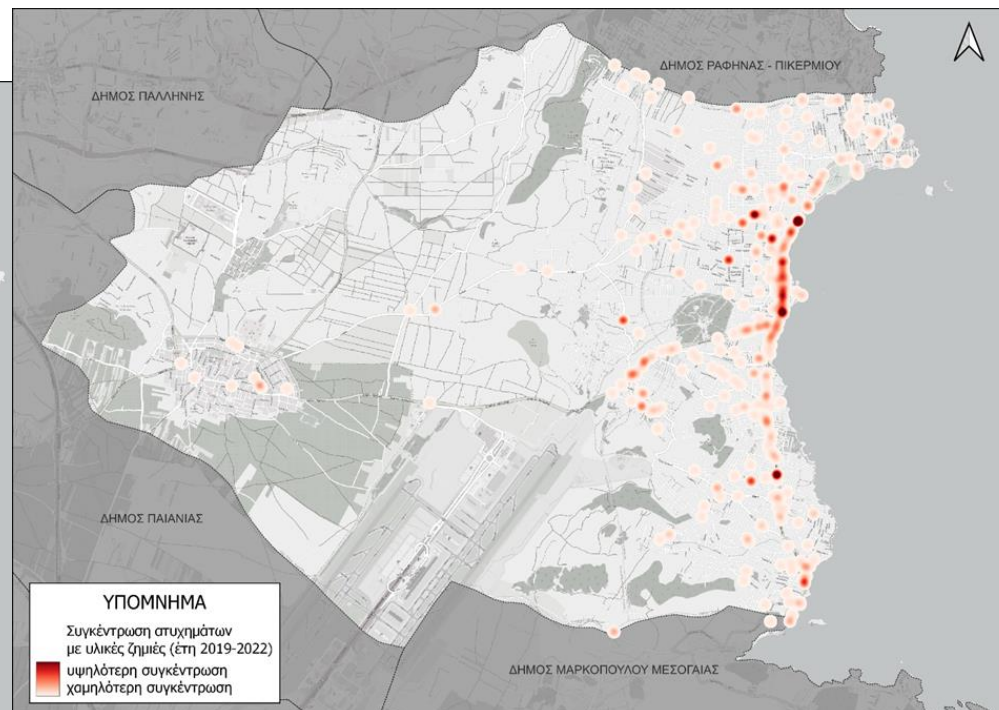 ΔΗΜΟΣ ΡΑΦΗΝΑΣ - ΠΙΚΕΡΜΙΟΥ
ΔΗΜΟΣ ΠΑΛΛΗΝΗΣ
ΔΗΜΟΣ ΠΑΙΑΝΙΑΣ
ΔΗΜΟΣ ΜΑΡΚΟΠΟΥΛΟΥ ΜΕΣΟΓΑΙΑΣ
ΥΠΟΜΝΗΜΑ
Συγκέντρωση ατυχημάτων
με υλικές ζημιές (έτη 2019-2022)
υψηλότερη συγκέντρωση
χαμηλότερη συγκέντρωση